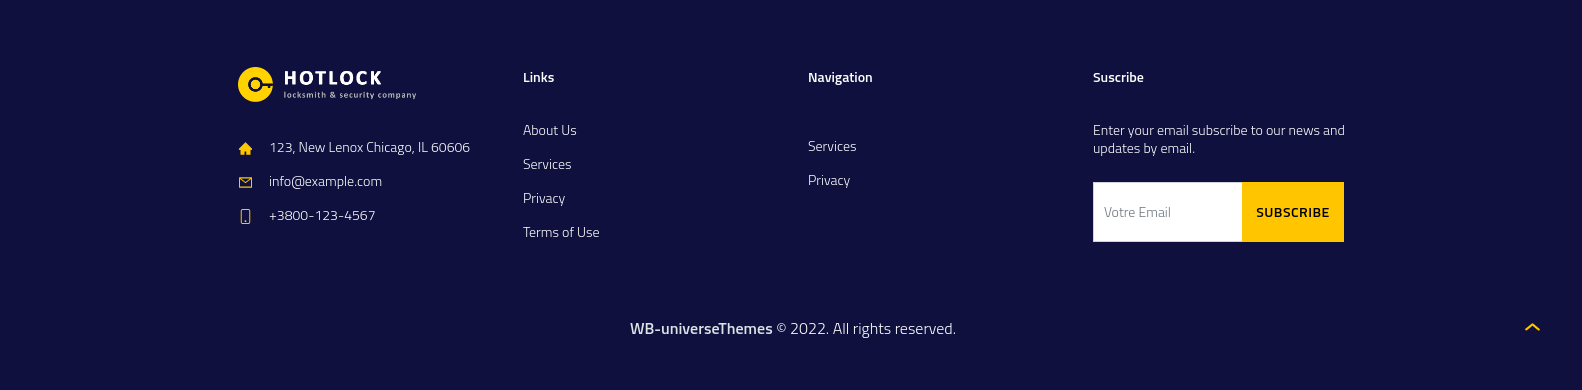 HOTLOCK
locksmith & security company
123, New Lenox Chicago, IL 60606
info@example.com
+3800-123-4567
Links
About Us
Services
Privacy
Terms of Use
Navigation
Services
Privacy
Suscribe
Enter your email subscribe to our news and
updates by email.
Votre Email
SUBSCRIBE
WB-universeThemes © 2022. All rights reserved.